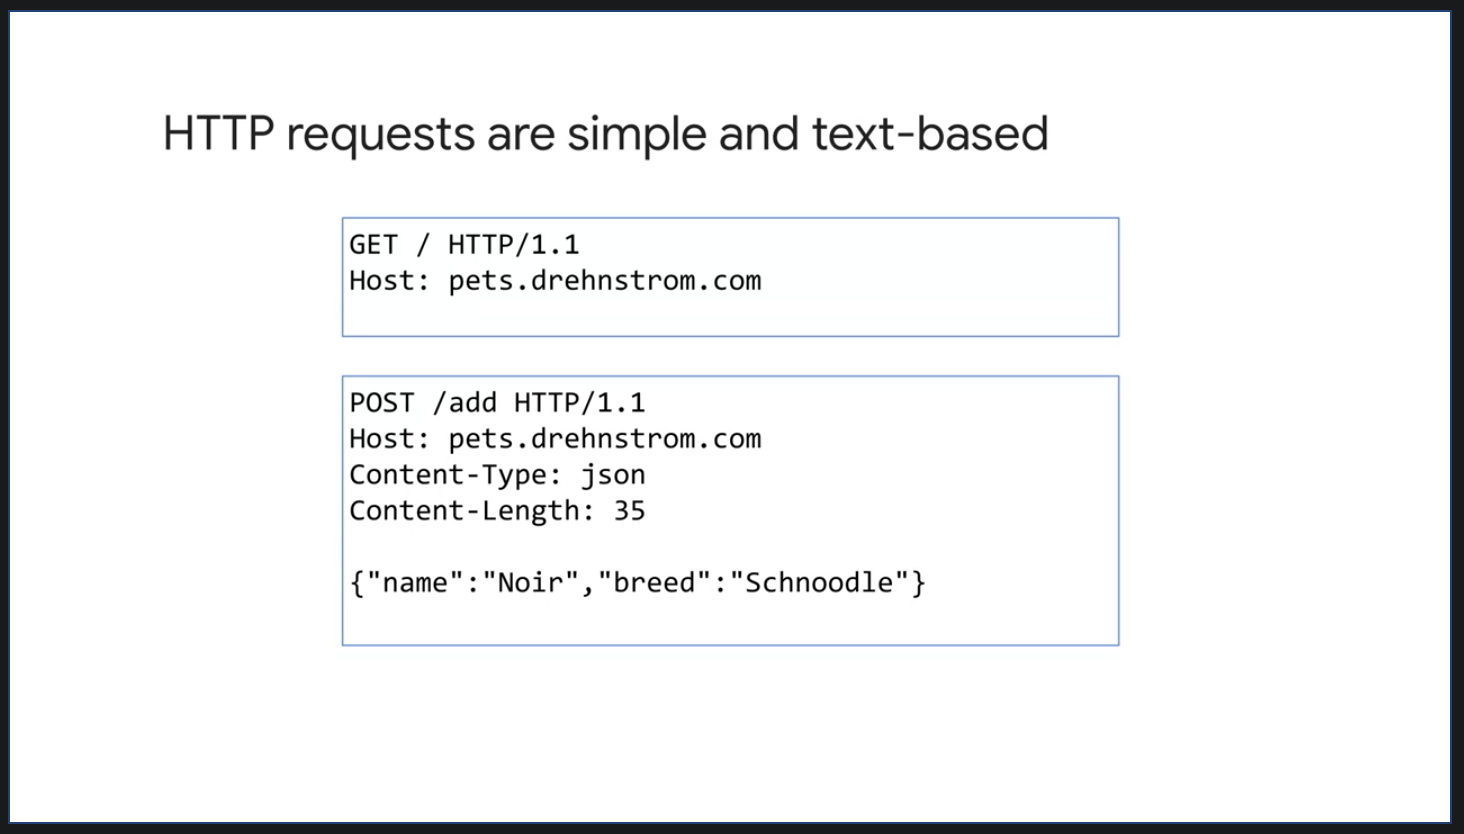 HTTP requests are simple and text-based
GET / HTTP/1.1
Host: pets.drehnstrom.com
POST /add HTTP/1.1
Host: pets.drehnstrom.com
Content-Type: json
Content-Length: 35
{"name":"Noir","breed":"Schnoodle"}